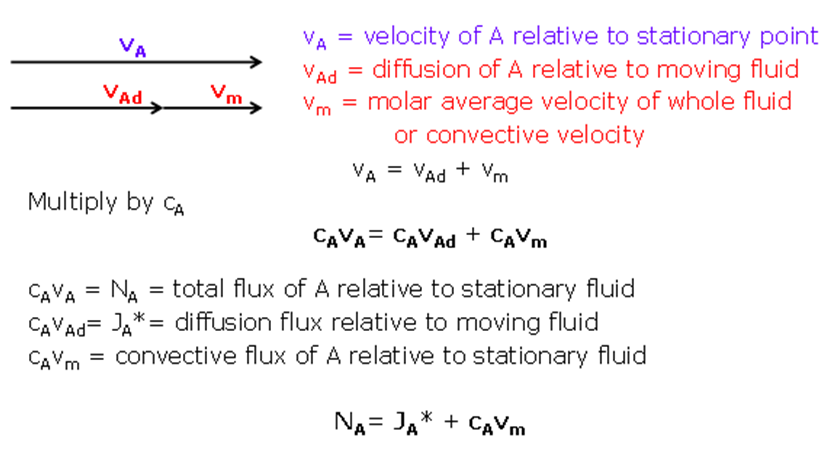 vA
vA = velocity of A relative to stationary point
vAd = diffusion of A relative to moving fluid
vAd vm
vm = molar average velocity of whole fluid
or convective velocity
vA = vAd + vm
Multiply by cA
cAvA= cAvAd + cAvm
cAvA = NA = total flux of A relative to stationary fluid
cAvAd= JA*= diffusion flux relative to moving fluid
cAvm = convective flux of A relative to stationary fluid
NA= JA* + cAvm